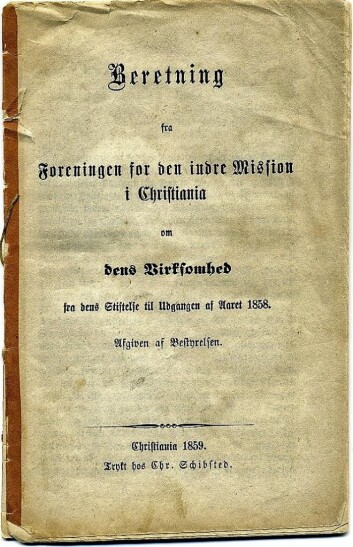 Beretning
fra
Foreningen for den indre Mission
i Christiania
om
dens Virksomhed
fra dens Stiftelse til Udgangen af Aaret 1858.
Afgiven af Bestyrelsen.
Christiania 1859.
Trykt hos Chr. Schibsted.